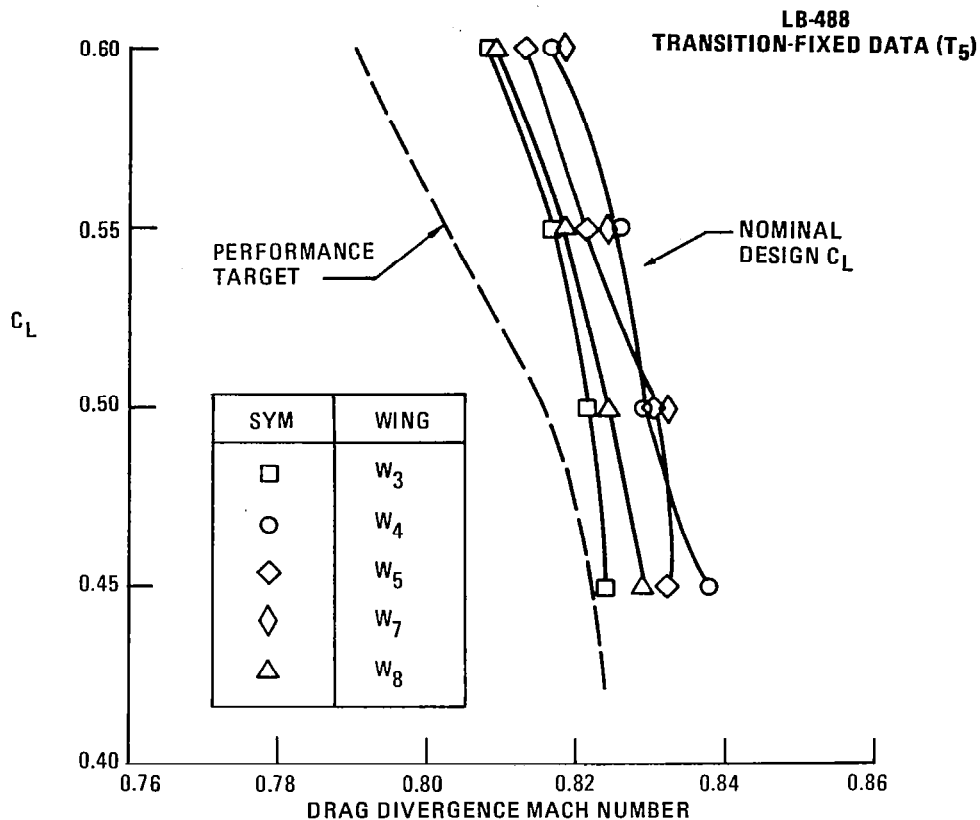 LB-488
TRANSITION-FIXED DATA (T5)
0.60
0.55
0.50
0.45
0.40
CL
PERFORMANCE
TARGET
NOMINAL
DESIGN CL
SYM WING
W3
W4
W5
W7
W8
0.76 0.78 0.80 0.82 0.84 0.86
DRAG DIVERGENCE MACH NUMBER